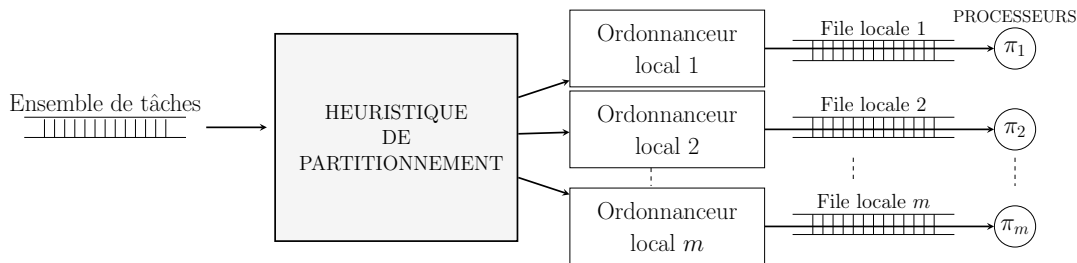 Ensemble de tâches
HEURISTIQUE
DE
PARTITIONNEMENT
Ordonnanceur
local 1
Ordonnanceur
local 2
Ordonnanceur
local m
File locale 1
File locale 2
File locale m
PROCESSEURS
π₁
π₂
πₘ